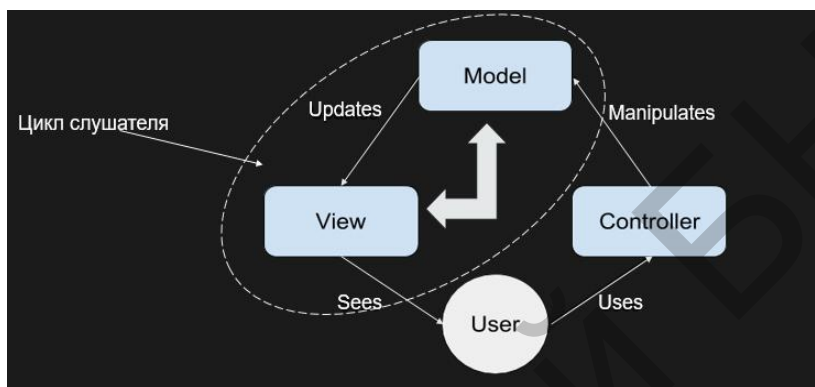 Model
Updates
Manipulates
Цикл слушателя
View
Controller
Sees
Uses
User